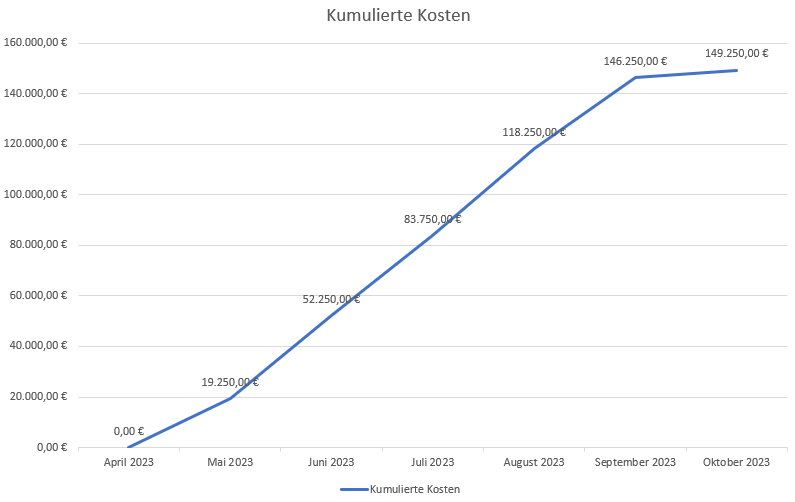 Kumulierte Kosten
160.000,00 €
140.000,00 €
120.000,00 €
100.000,00 €
80.000,00 €
60.000,00 €
40.000,00 €
20.000,00 €
0,00 €
0,00 €
19.250,00 €
52.250,00 €
83.750,00 €
118.250,00 €
146.250,00 €
149.250,00 €
April 2023
Mai 2023
Juni 2023
Juli 2023
August 2023
September 2023
Oktober 2023
Kumulierte Kosten